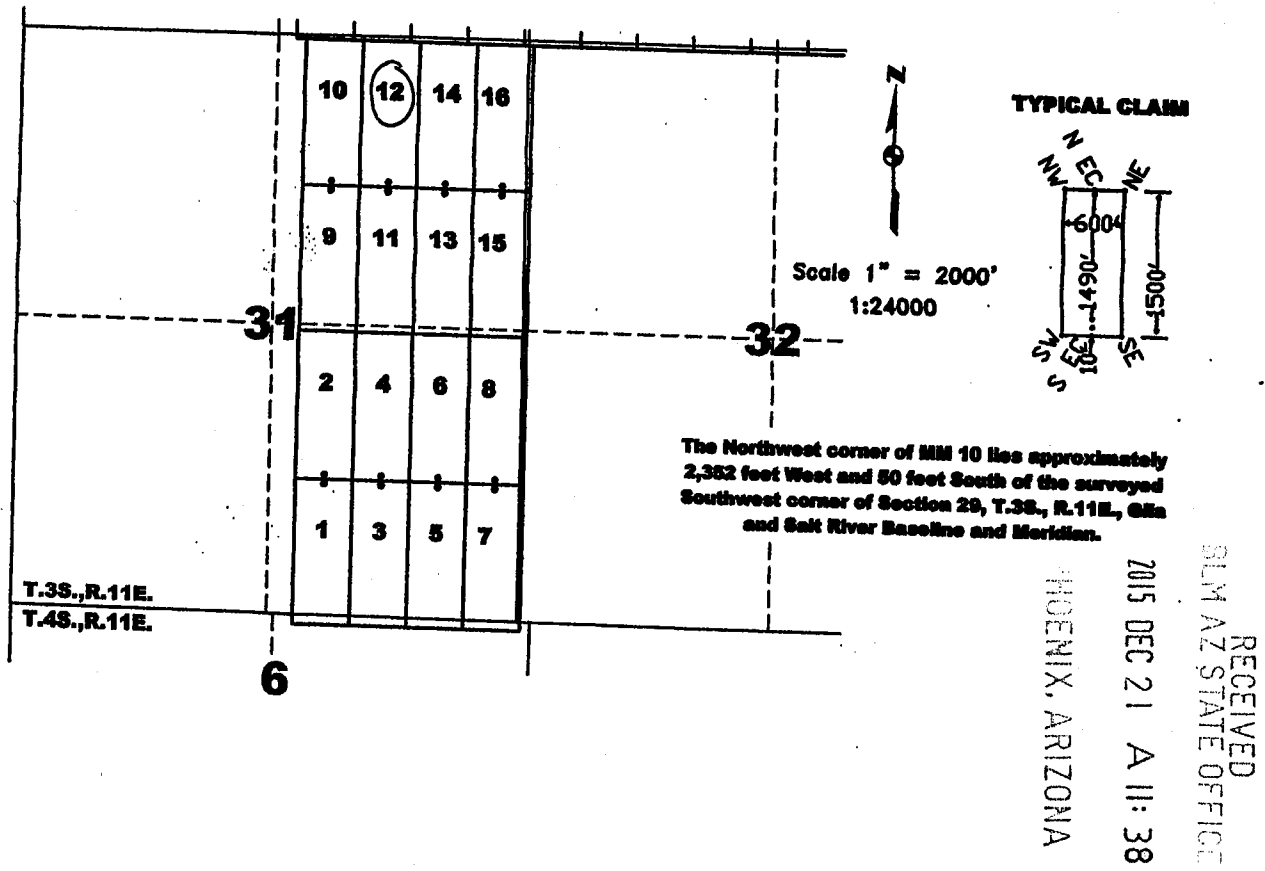 10 12 14 16
9 11 13 15
31
32
2 4 6 8
1 3 5 7
T.3S.,R.11E.
T.4S.,R.11E.
6
N
Scale 1" = 2000'
1:24000
TYPICAL CLAIM
N EC
NW
NE
600'
1490'
1500'
10'
SW
S EC
SE
The Northwest corner of MM 10 lies approximately
2,352 feet West and 50 feet South of the surveyed
Southwest corner of Section 29, T.3S., R.11E., Gila
and Salt River Baseline and Meridian.
RECEIVED
BLM AZ STATE OFFICE
2015 DEC 21 A 11: 38
PHOENIX, ARIZONA